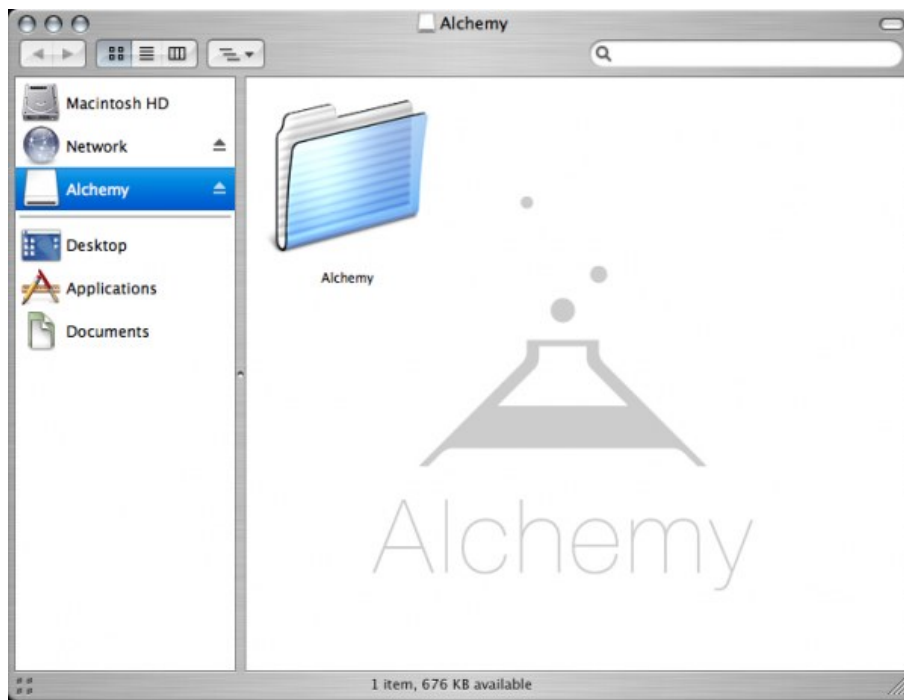 Alchemy
Macintosh HD
Network
Alchemy
Desktop
Applications
Documents
Alchemy
Alchemy
1 item, 676 KB available